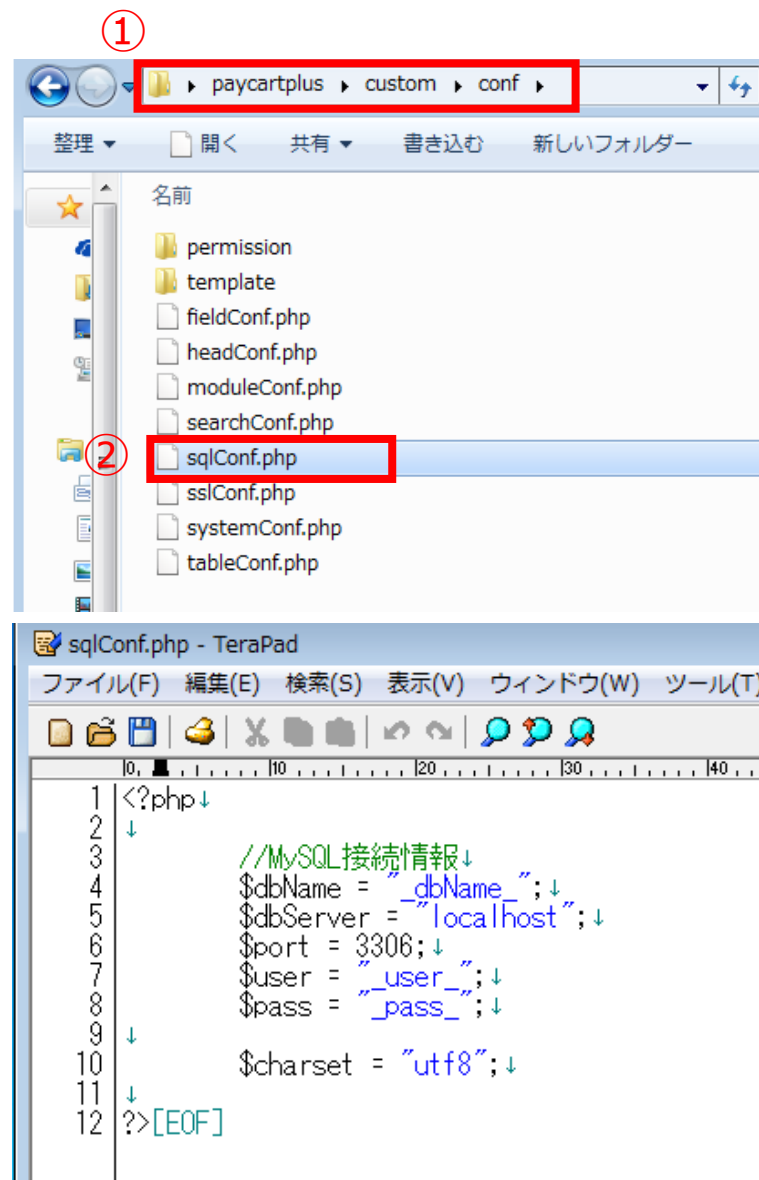 ①
paycartplus ▸ custom ▸ conf ▸
整理 ▼ 開く 共有 ▼ 書き込む 新しいフォルダー
名前
permission
template
fieldConf.php
headConf.php
moduleConf.php
searchConf.php
② sqlConf.php
sslConf.php
systemConf.php
tableConf.php
sqlConf.php - TeraPad
ファイル(F) 編集(E) 検索(S) 表示(V) ウィンドウ(W) ツール(T)
0 10 20 30 40
1 <?php↓
2 ↓
3 //MySQL接続情報↓
4 $dbName = "_dbName_";↓
5 $dbServer = "localhost";↓
6 $port = 3306;↓
7 $user = "_user_";↓
8 $pass = "_pass_";↓
9 ↓
10 $charset = "utf8";↓
11 ↓
12 ?>[EOF]